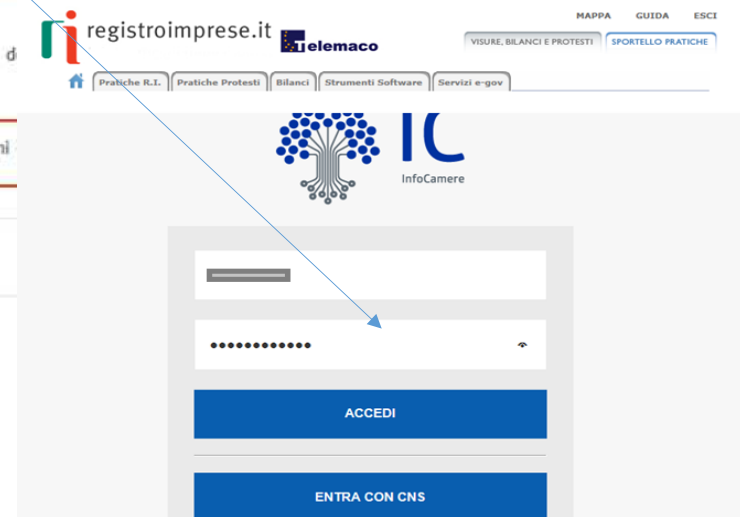 MAPPA GUIDA ESCI
registroimprese.it
Telemaco
VISURE, BILANCI E PROTESTI SPORTELLO PRATICHE
Pratiche R.I. Pratiche Protesti Bilanci Strumenti Software Servizi e-gov
IC
InfoCamere
ACCEDI
ENTRA CON CNS